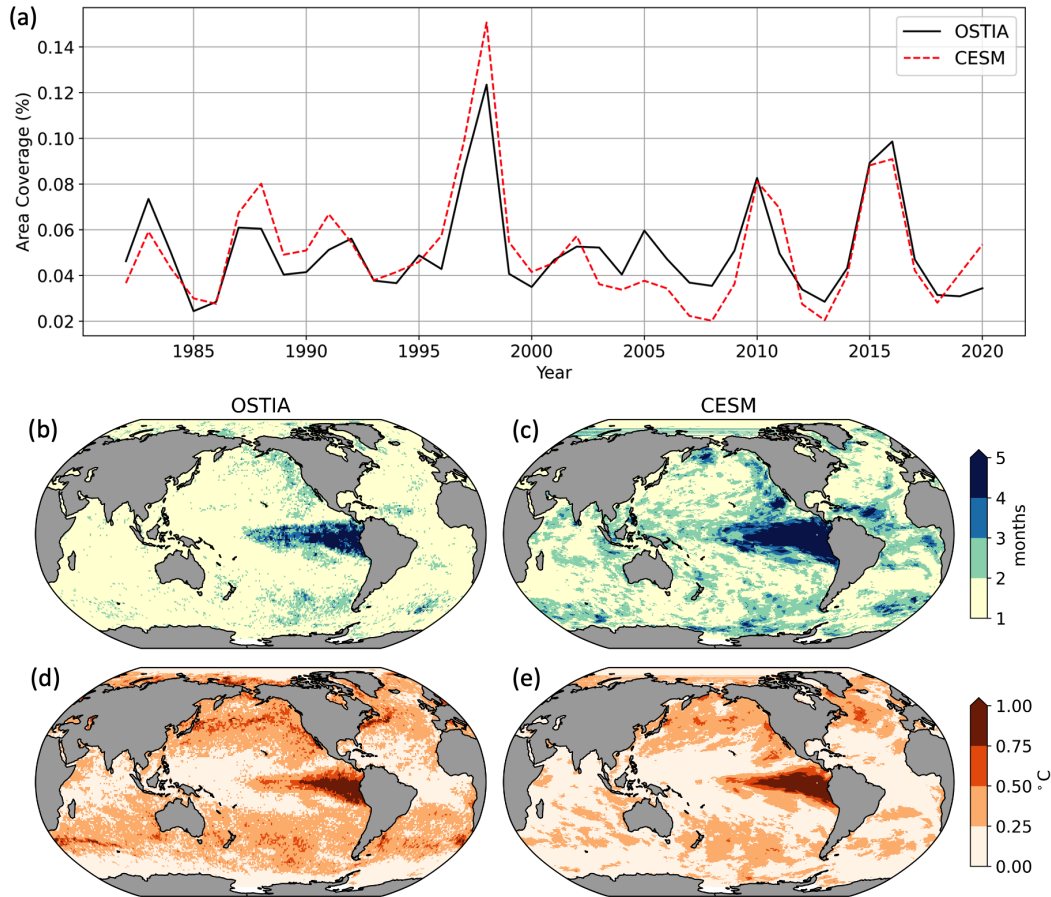 (a)
OSTIA
CESM
0.14
0.12
0.10
0.08
0.06
0.04
0.02
Area Coverage (%)
1985 1990 1995 2000 2005 2010 2015 2020
Year
OSTIA CESM
(b) (c)
5
4
3
2
1
months
(d) (e)
1.00
0.75
0.50
0.25
0.00
°C